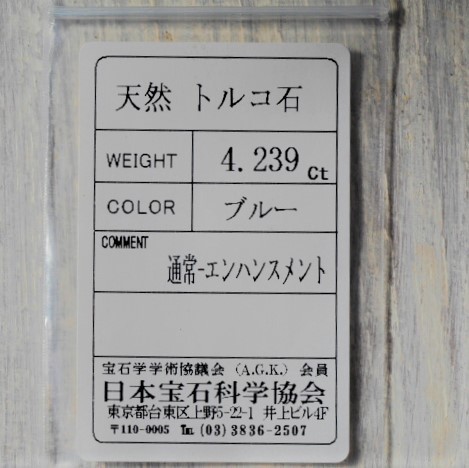 天然 トルコ石
WEIGHT 4.239 Ct
COLOR ブルー
COMMENT
通常-エンハンスメント
宝石学学術協議会 (A.G.K.) 会員
日本宝石科学協会
東京都台東区上野5-22-1 井上ビル4F
〒110-0005 ℡ (03) 3836-2507